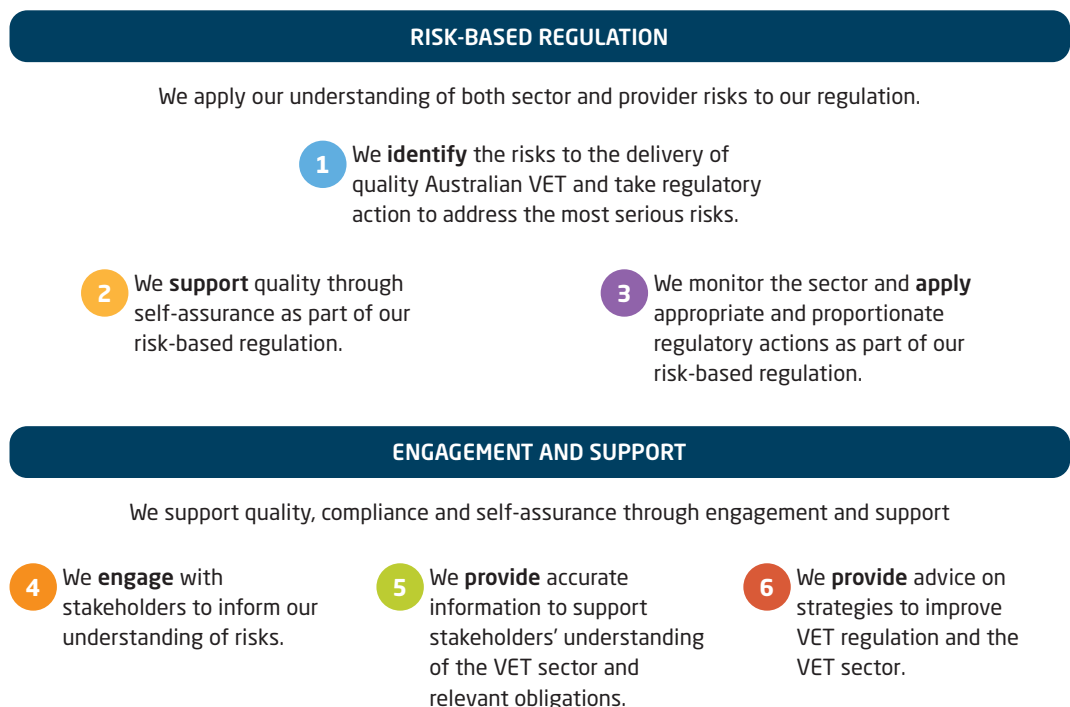 RISK-BASED REGULATION
We apply our understanding of both sector and provider risks to our regulation.
1
We identify the risks to the delivery of
quality Australian VET and take regulatory
action to address the most serious risks.
2
We support quality through
self-assurance as part of our
risk-based regulation.
3
We monitor the sector and apply
appropriate and proportionate
regulatory actions as part of our
risk-based regulation.
ENGAGEMENT AND SUPPORT
We support quality, compliance and self-assurance through engagement and support
4
We engage with
stakeholders to inform our
understanding of risks.
5
We provide accurate
information to support
stakeholders' understanding
of the VET sector and
relevant obligations.
6
We provide advice on
strategies to improve
VET regulation and the
VET sector.